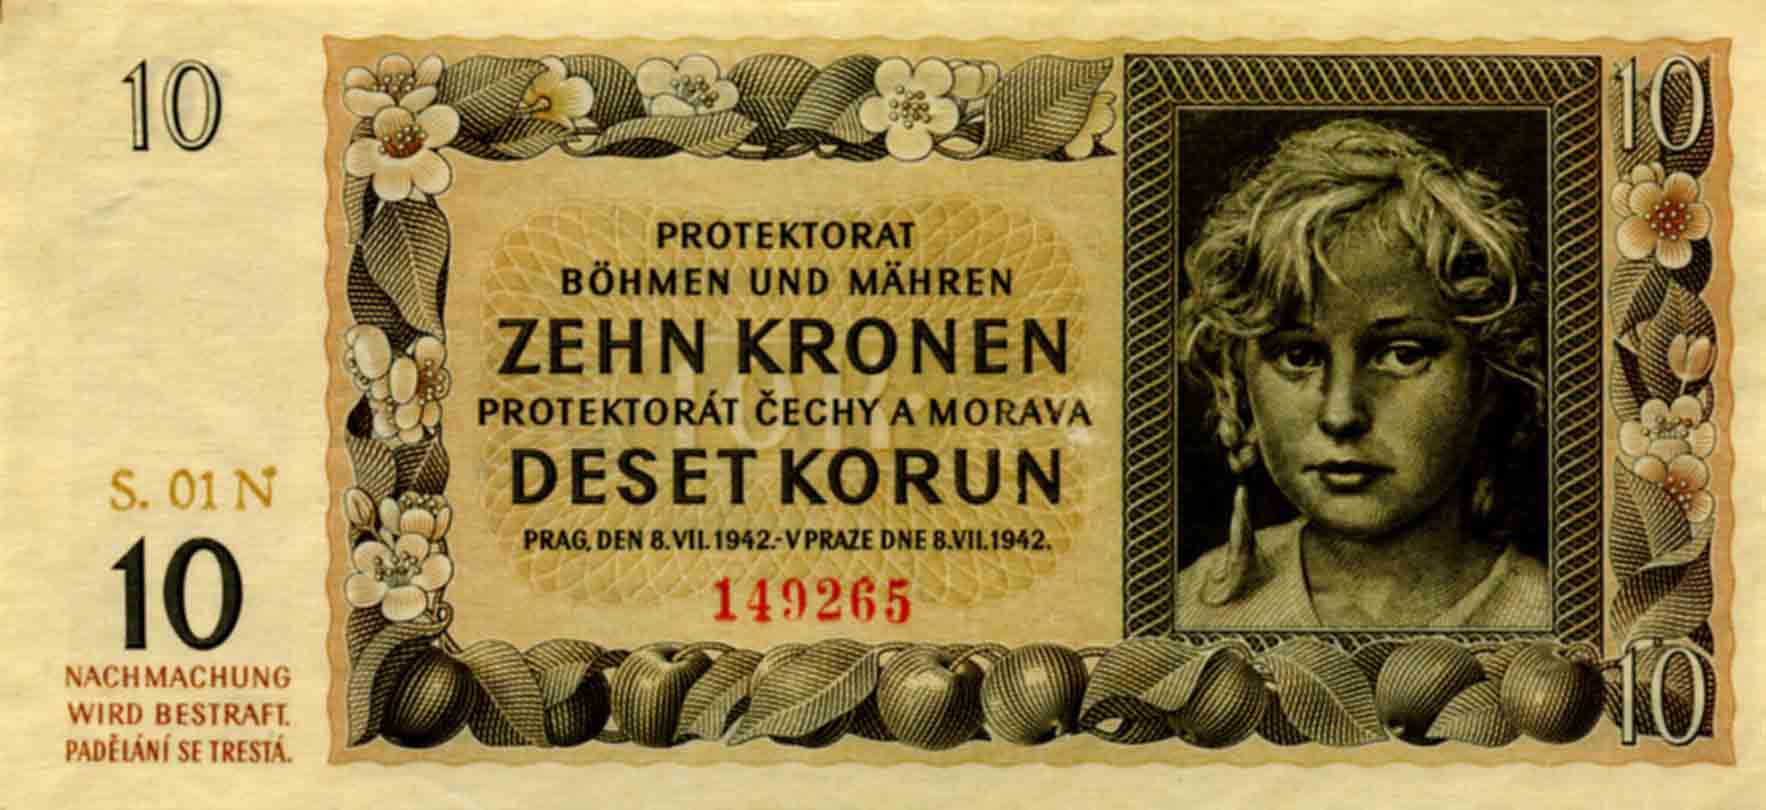 10
10
PROTEKTORAT
BÖHMEN UND MÄHREN
ZEHN KRONEN
PROTEKTORÁT ČECHY A MORAVA
DESET KORUN
PRAG, DEN 8.VII.1942.-V PRAZE DNE 8.VII.1942.
149265
S. 01 N
10
NACHMACHUNG
WIRD BESTRAFT.
PADĚLÁNÍ SE TRESTÁ.
10